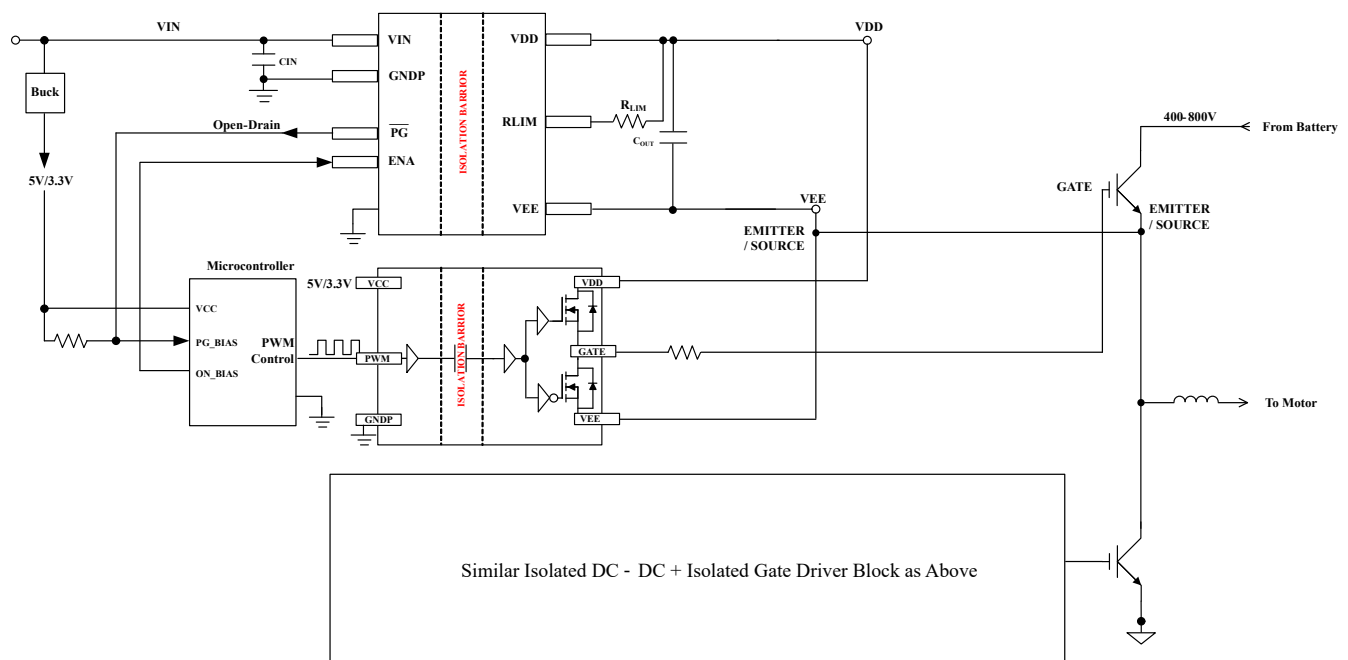 VIN
VIN
VDD
VDD
CIN
Buck
GNDP
ISOLATION BARRIOR
RLIM
RLIM
COUT
400-800V
From Battery
Open-Drain
PG
ENA
5V/3.3V
GATE
VEE
VEE
EMITTER
/ SOURCE
EMITTER
/ SOURCE
Microcontroller
5V/3.3V
VCC
VDD
VCC
PG_BIAS
PWM
Control
ON_BIAS
PWM
ISOLATION BARRIOR
GATE
GNDP
VEE
To Motor
Similar Isolated DC - DC + Isolated Gate Driver Block as Above